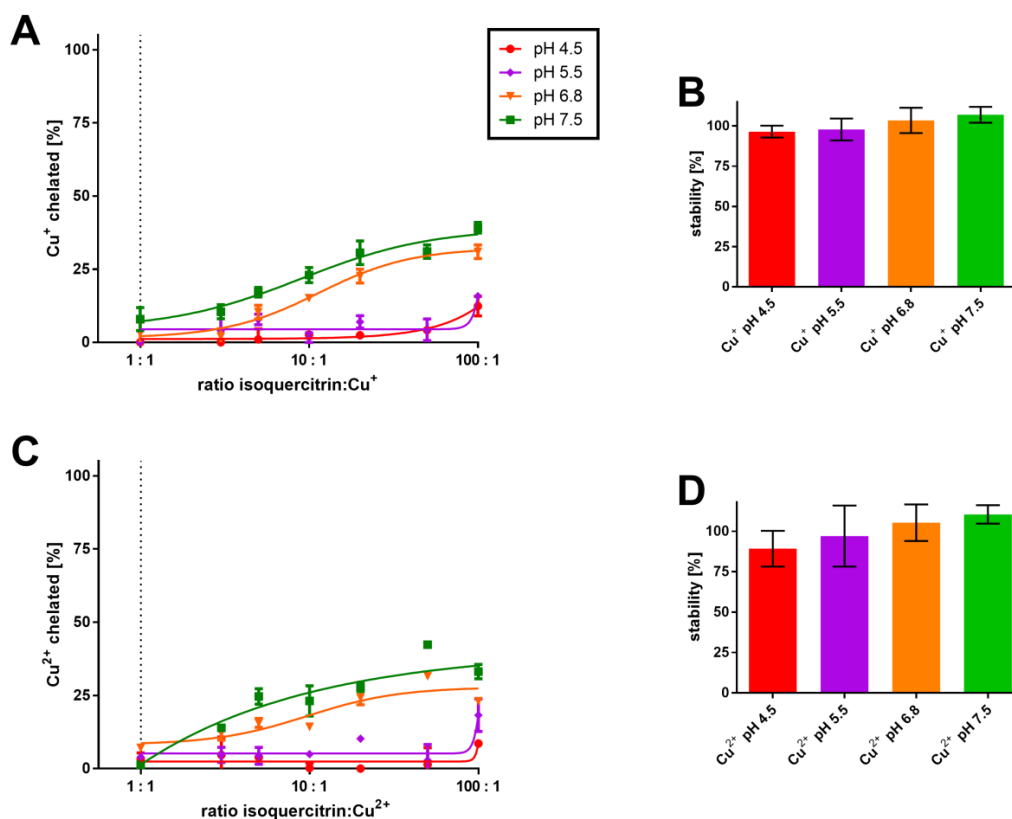 A
100
75
50
25
0
Cu⁺ chelated [%]
1 : 1
10 : 1
100 : 1
ratio isoquercitrin:Cu⁺
pH 4.5
pH 5.5
pH 6.8
pH 7.5
B
100
75
50
25
0
stability [%]
Cu⁺ pH 4.5
Cu⁺ pH 5.5
Cu⁺ pH 6.8
Cu⁺ pH 7.5
C
100
75
50
25
0
Cu²⁺ chelated [%]
1 : 1
10 : 1
100 : 1
ratio isoquercitrin:Cu²⁺
D
100
75
50
25
0
stability [%]
Cu²⁺ pH 4.5
Cu²⁺ pH 5.5
Cu²⁺ pH 6.8
Cu²⁺ pH 7.5